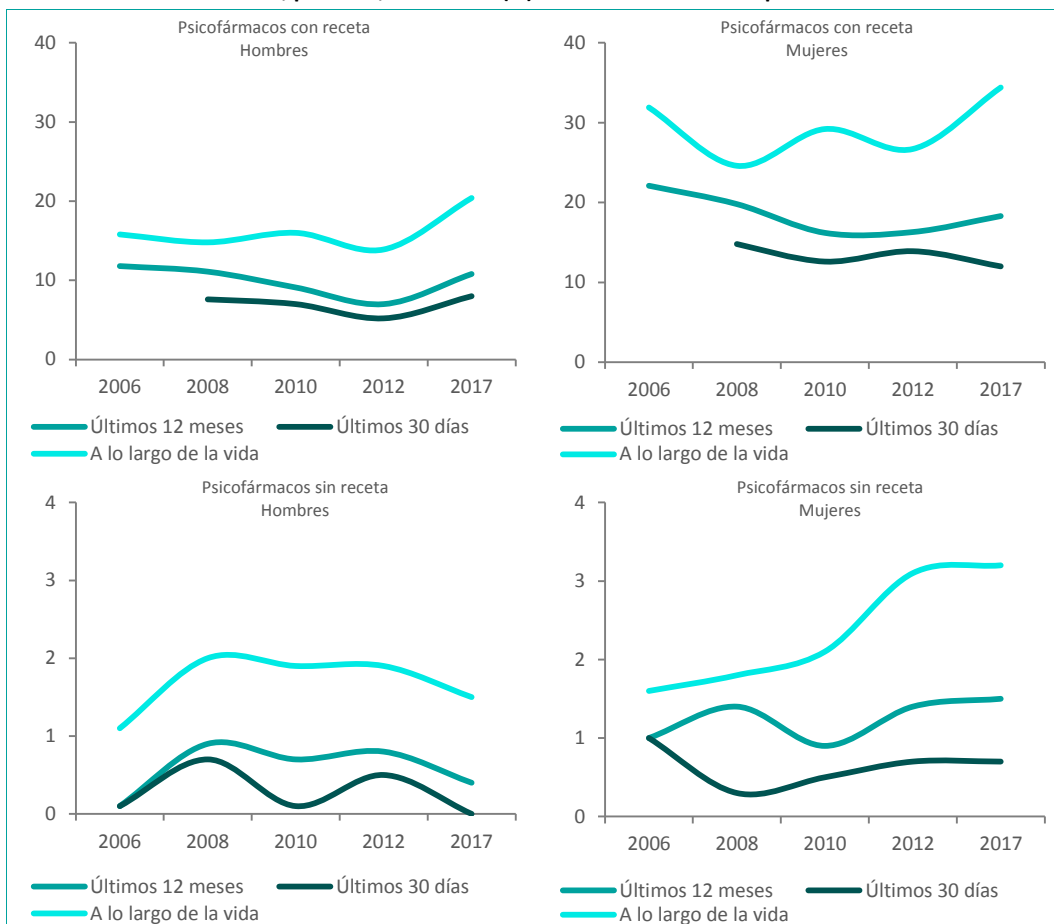 Psicofármacos con receta
Hombres
40
30
20
10
0
2006 2008 2010 2012 2017
Últimos 12 meses Últimos 30 días
A lo largo de la vida
Psicofármacos con receta
Mujeres
40
30
20
10
0
2006 2008 2010 2012 2017
Últimos 12 meses Últimos 30 días
A lo largo de la vida
Psicofármacos sin receta
Hombres
4
3
2
1
0
2006 2008 2010 2012 2017
Últimos 12 meses Últimos 30 días
A lo largo de la vida
Psicofármacos sin receta
Mujeres
4
3
2
1
0
2006 2008 2010 2012 2017
Últimos 12 meses Últimos 30 días
A lo largo de la vida